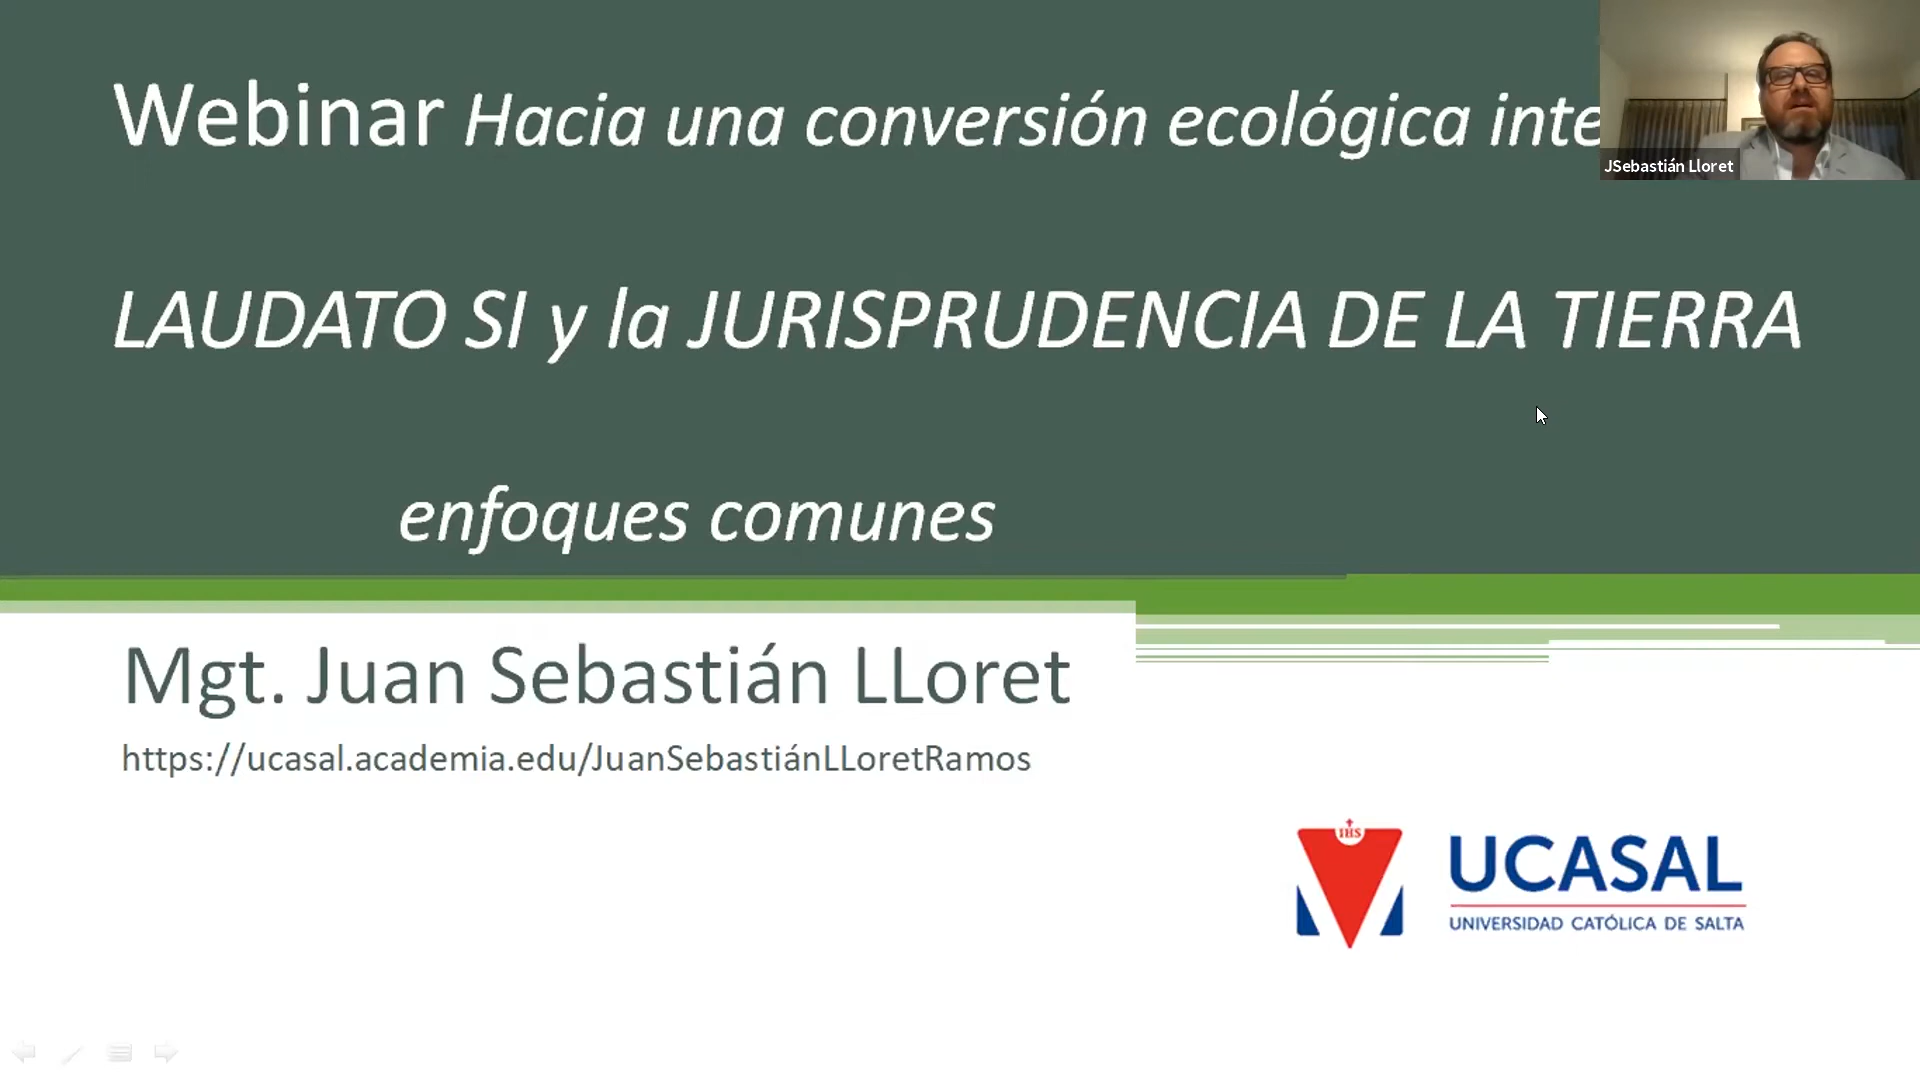 Webinar Hacia una conversión ecológica inte
JSebastián Lloret
LAUDATO SI y la JURISPRUDENCIA DE LA TIERRA
enfoques comunes
Mgt. Juan Sebastián LLoret
https://ucasal.academia.edu/JuanSebastiánLLoretRamos
IHS
UCASAL
UNIVERSIDAD CATÓLICA DE SALTA